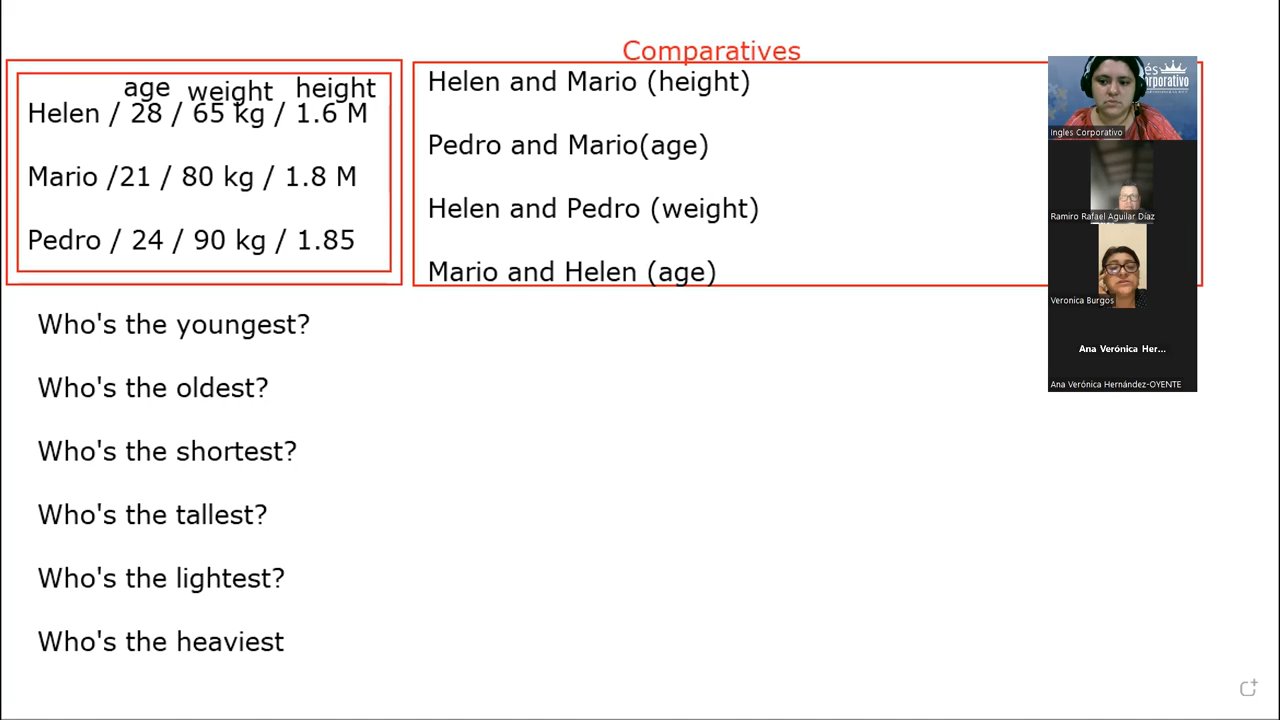 Comparatives
age weight height
Helen / 28 / 65 kg / 1.6 M
Mario /21 / 80 kg / 1.8 M
Pedro / 24 / 90 kg / 1.85
Helen and Mario (height)
Pedro and Mario(age)
Helen and Pedro (weight)
Mario and Helen (age)
Who's the youngest?
Who's the oldest?
Who's the shortest?
Who's the tallest?
Who's the lightest?
Who's the heaviest
és
rporativo
Ingles Corporativo
Ramiro Rafael Aguilar Díaz
Veronica Burgos
Ana Verónica Her...
Ana Verónica Hernández-OYENTE